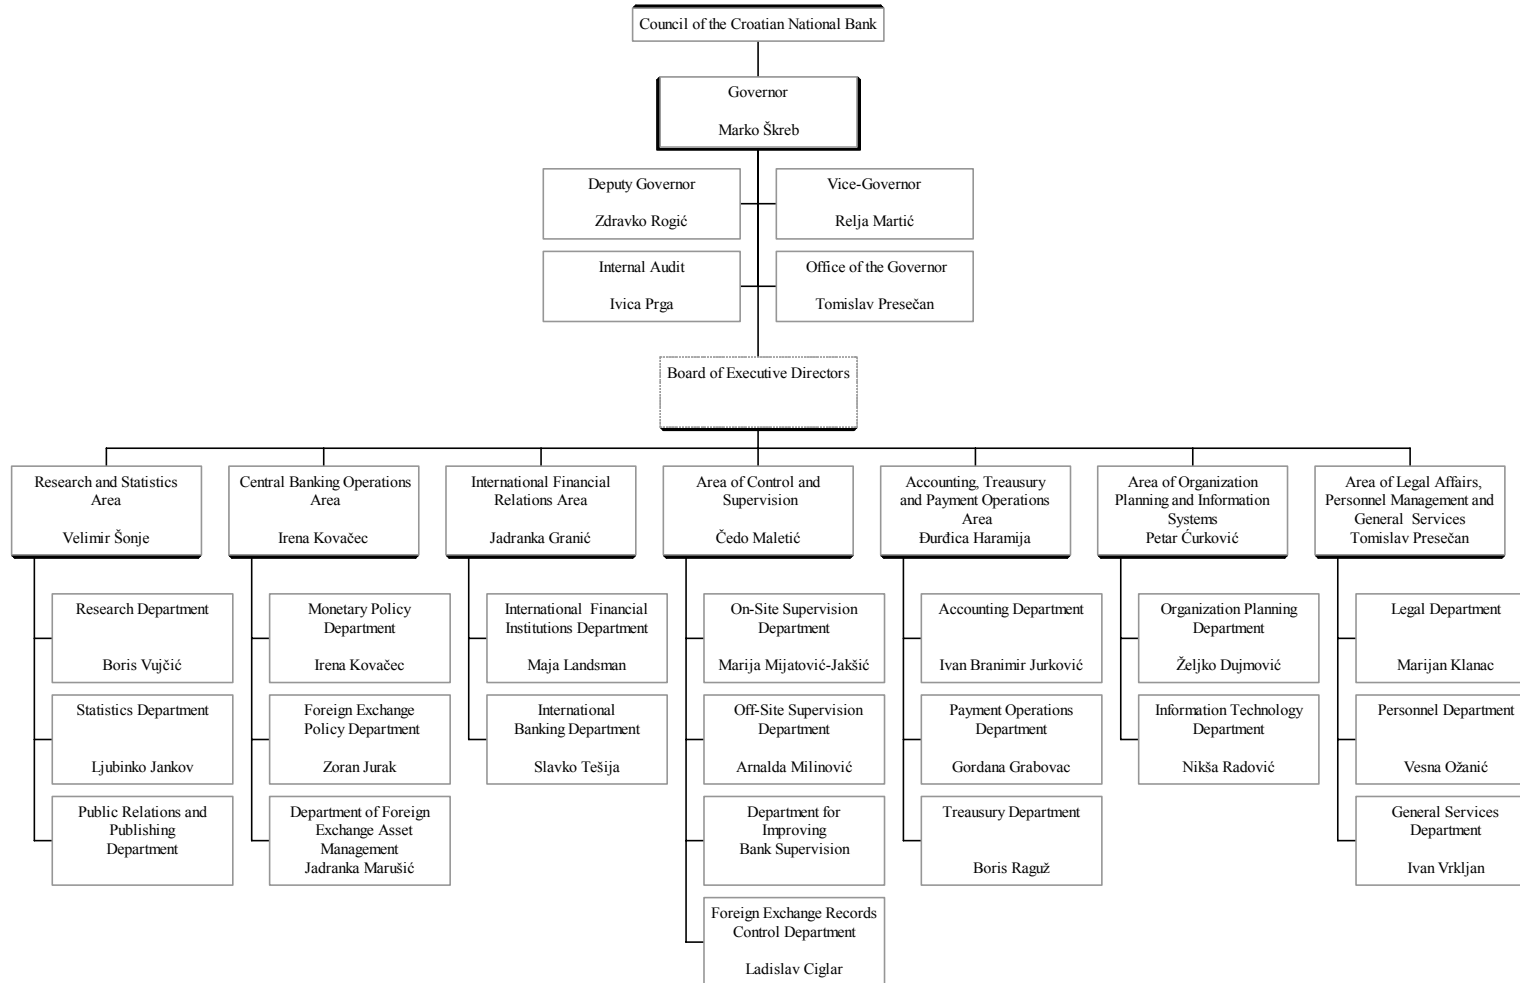 Council of the Croatian National Bank
Governor
Marko Škreb
Deputy Governor
Zdravko Rogić
Vice-Governor
Relja Martić
Internal Audit
Ivica Prga
Office of the Governor
Tomislav Presečan
Board of Executive Directors
Research and Statistics
Area
Velimir Šonje
Central Banking Operations
Area
Irena Kovačec
International Financial
Relations Area
Jadranka Granić
Area of Control and
Supervision
Čedo Maletić
Accounting, Treausury
and Payment Operations
Area
Đurđica Haramija
Area of Organization
Planning and Information
Systems
Petar Ćurković
Area of Legal Affairs,
Personnel Management and
General Services
Tomislav Presečan
Research Department
Boris Vujčić
Statistics Department
Ljubinko Jankov
Public Relations and
Publishing
Department
Monetary Policy
Department
Irena Kovačec
Foreign Exchange
Policy Department
Zoran Jurak
Department of Foreign
Exchange Asset
Management
Jadranka Marušić
International Financial
Institutions Department
Maja Landsman
International
Banking Department
Slavko Tešija
On-Site Supervision
Department
Marija Mijatović-Jakšić
Off-Site Supervision
Department
Arnalda Milinović
Department for
Improving
Bank Supervision
Foreign Exchange Records
Control Department
Ladislav Ciglar
Accounting Department
Ivan Branimir Jurković
Payment Operations
Department
Gordana Grabovac
Treausury Department
Boris Raguž
Organization Planning
Department
Željko Dujmović
Information Technology
Department
Nikša Radović
Legal Department
Marijan Klanac
Personnel Department
Vesna Ožanić
General Services
Department
Ivan Vrkljan